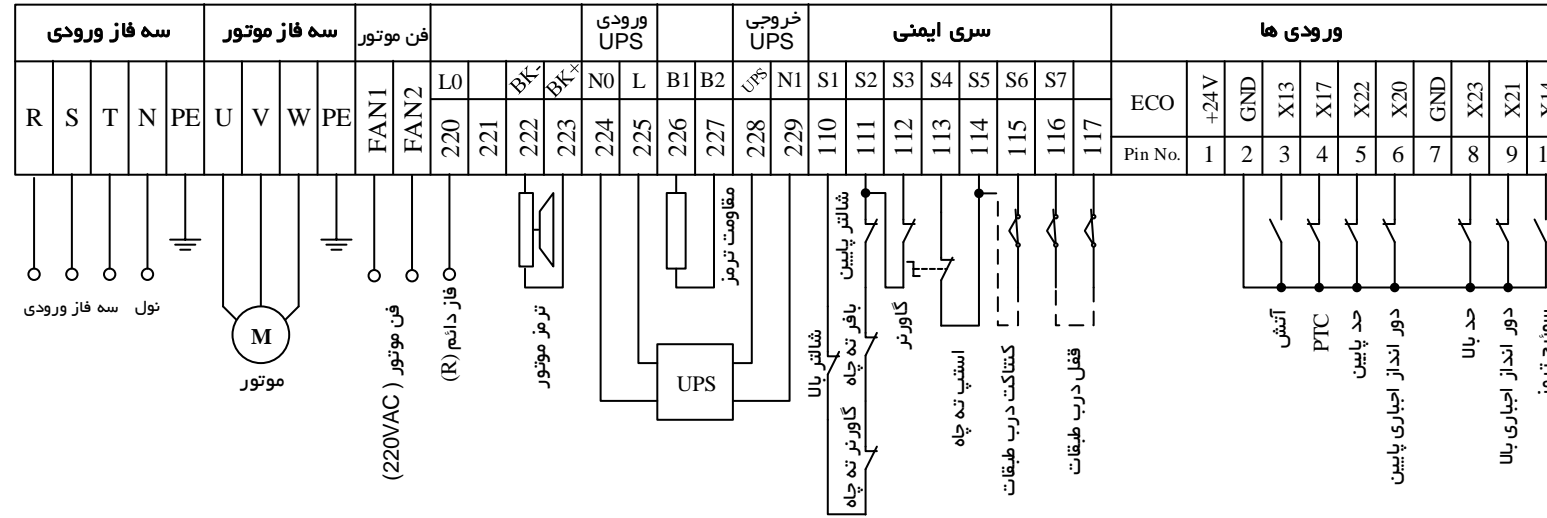 سه فاز ورودی
سه فاز موتور
فن موتور
ورودی
UPS
خروجی
UPS
سری ایمنی
ورودی ها
R S T N PE U V W PE FAN1 FAN2
L0 BK- BK+ N0 L B1 B2 UPS N1 S1 S2 S3 S4 S5 S6 S7
220 221 222 223 224 225 226 227 228 229 110 111 112 113 114 115 116 117
ECO +24V GND X13 X17 X22 X20 GND X23 X21 X14
Pin No. 1 2 3 4 5 6 7 8 9 1
سه فاز ورودی
نول
M
موتور
فن موتور ( 220VAC)
فاز دائم (R)
ترمز موتور
مقاومت ترمز
UPS
شالتر بالا
شالتر پایین
بافر ته چاه
گاورنر ته چاه
گاورنر
استپ ته چاه
کنتاکت درب طبقات
قفل درب طبقات
آتش
PTC
حد پایین
دور انداز اجباری پایین
حد بالا
دور انداز اجباری بالا